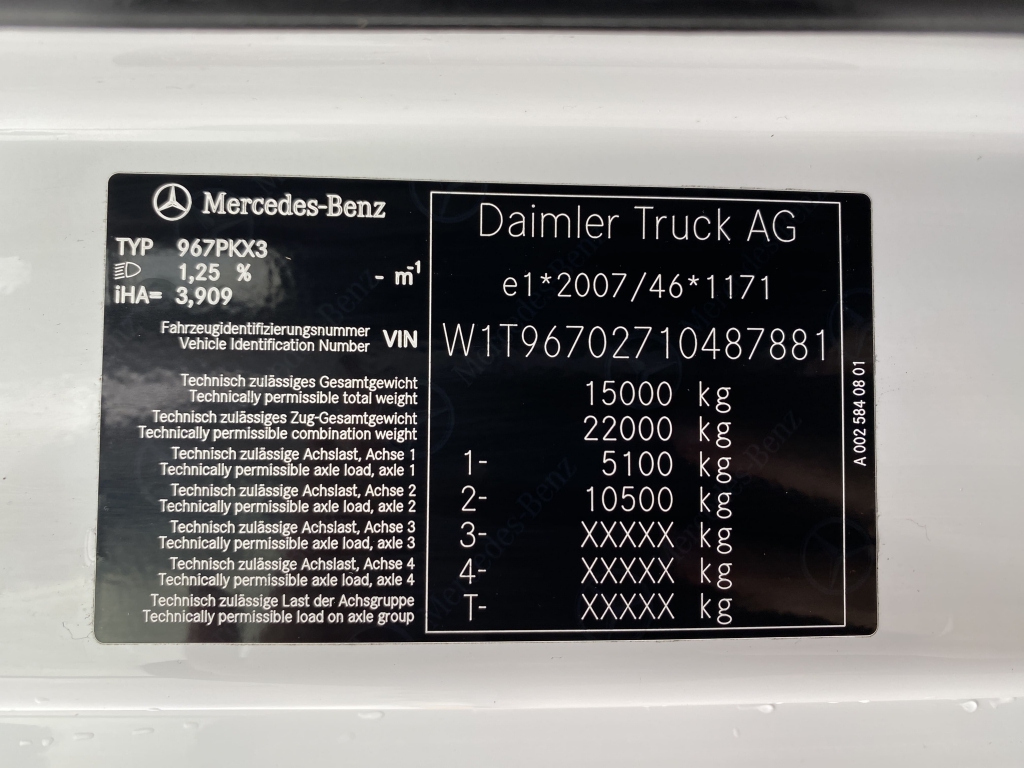 Mercedes-Benz
Daimler Truck AG
TYP 967PKX3
1,25 % - m⁻¹
e1*2007/46*1171
iHA= 3,909
Fahrzeugidentifizierungsnummer
Vehicle Identification Number VIN W1T96702710487881
Technisch zulässiges Gesamtgewicht
Technically permissible total weight 15000 kg
Technisch zulässiges Zug-Gesamtgewicht
Technically permissible combination weight 22000 kg
Technisch zulässige Achslast, Achse 1
Technically permissible axle load, axle 1 1- 5100 kg
Technisch zulässige Achslast, Achse 2
Technically permissible axle load, axle 2 2- 10500 kg
Technisch zulässige Achslast, Achse 3
Technically permissible axle load, axle 3 3- XXXXX kg
Technisch zulässige Achslast, Achse 4
Technically permissible axle load, axle 4 4- XXXXX kg
Technisch zulässige Last der Achsgruppe
Technically permissible load on axle group T- XXXXX kg
A 002 584 08 01